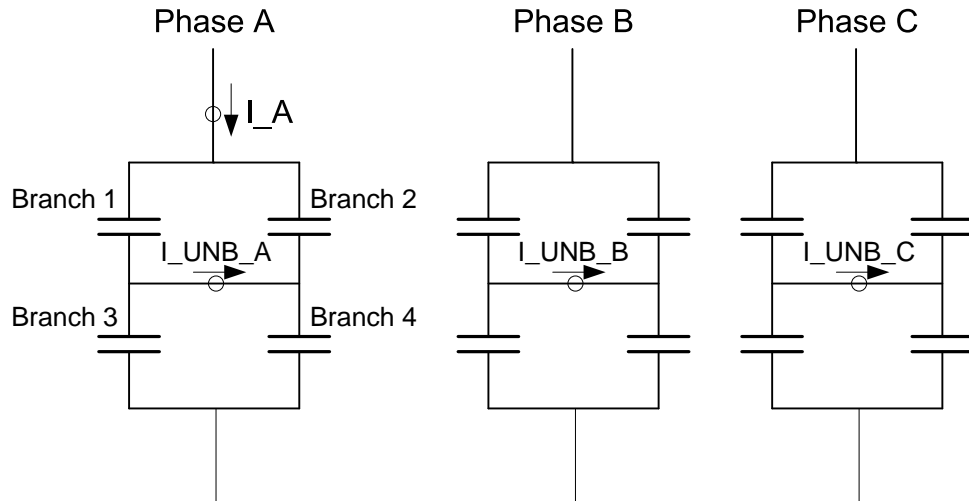 Phase A
Phase B
Phase C
I_A
Branch 1
Branch 2
I_UNB_A
I_UNB_B
I_UNB_C
Branch 3
Branch 4